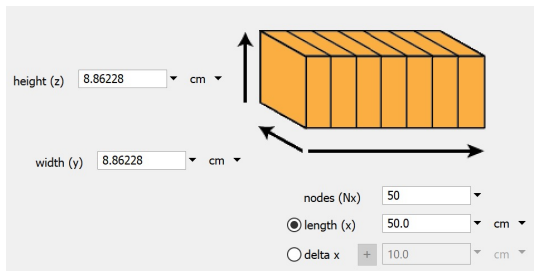 height (z) 8.86228 cm
width (y) 8.86228 cm
nodes (Nx) 50
length (x) 50.0 cm
delta x + 10.0 cm